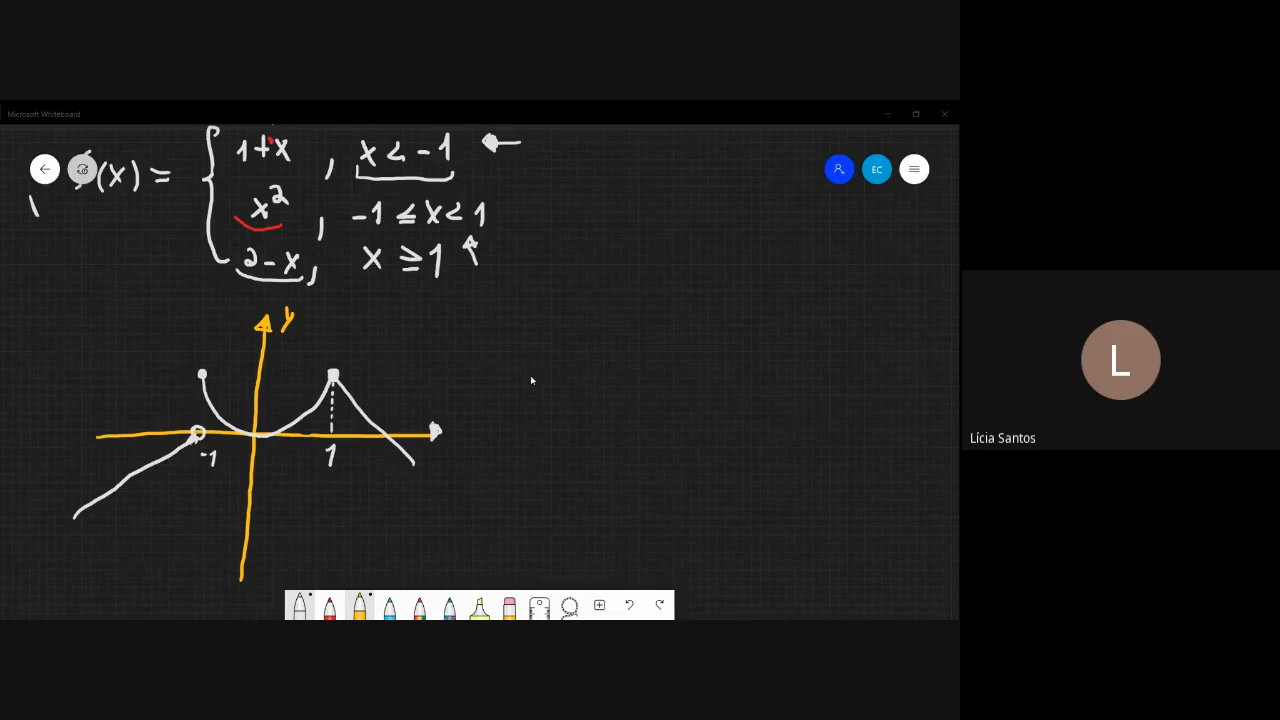 Microsoft Whiteboard
f(x) = { 1+x , x < -1
x² , -1 ≤ x < 1
2-x , x ≥ 1
EC
y
-1 1
L
Lícia Santos